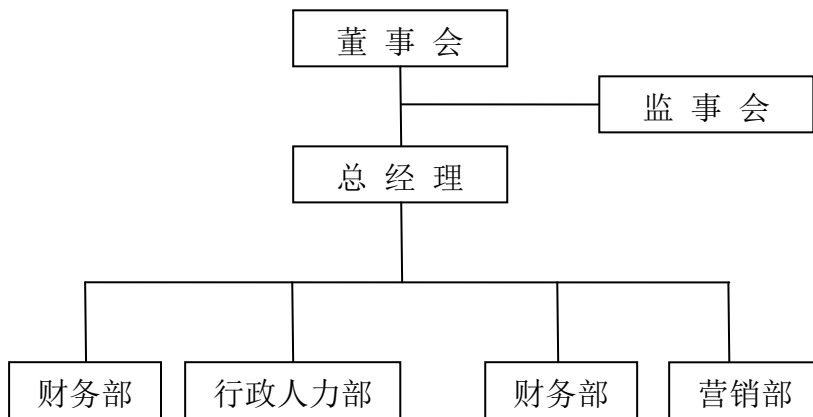 董 事 会
监 事 会
总 经 理
财务部
行政人力部
财务部
营销部